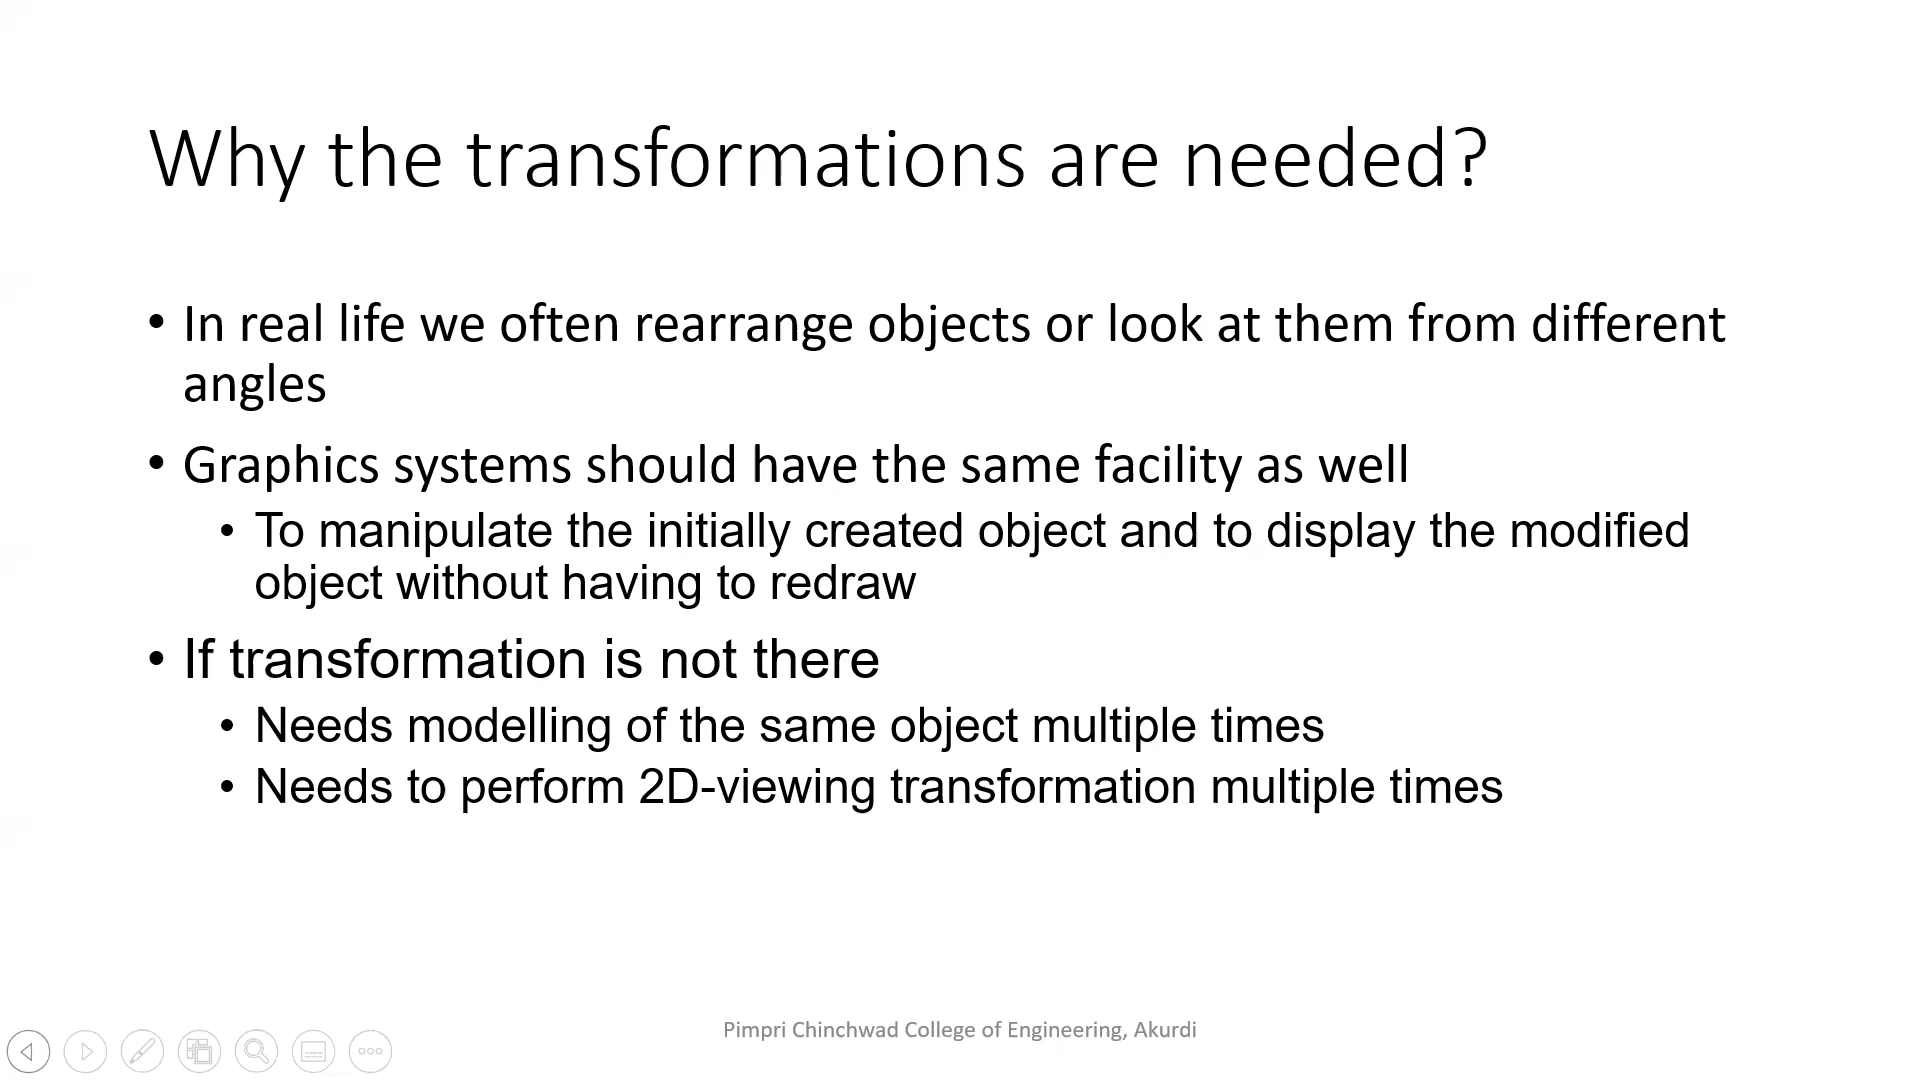 Why the transformations are needed?
• In real life we often rearrange objects or look at them from different
angles
• Graphics systems should have the same facility as well
• To manipulate the initially created object and to display the modified
object without having to redraw
• If transformation is not there
• Needs modelling of the same object multiple times
• Needs to perform 2D-viewing transformation multiple times
Pimpri Chinchwad College of Engineering, Akurdi